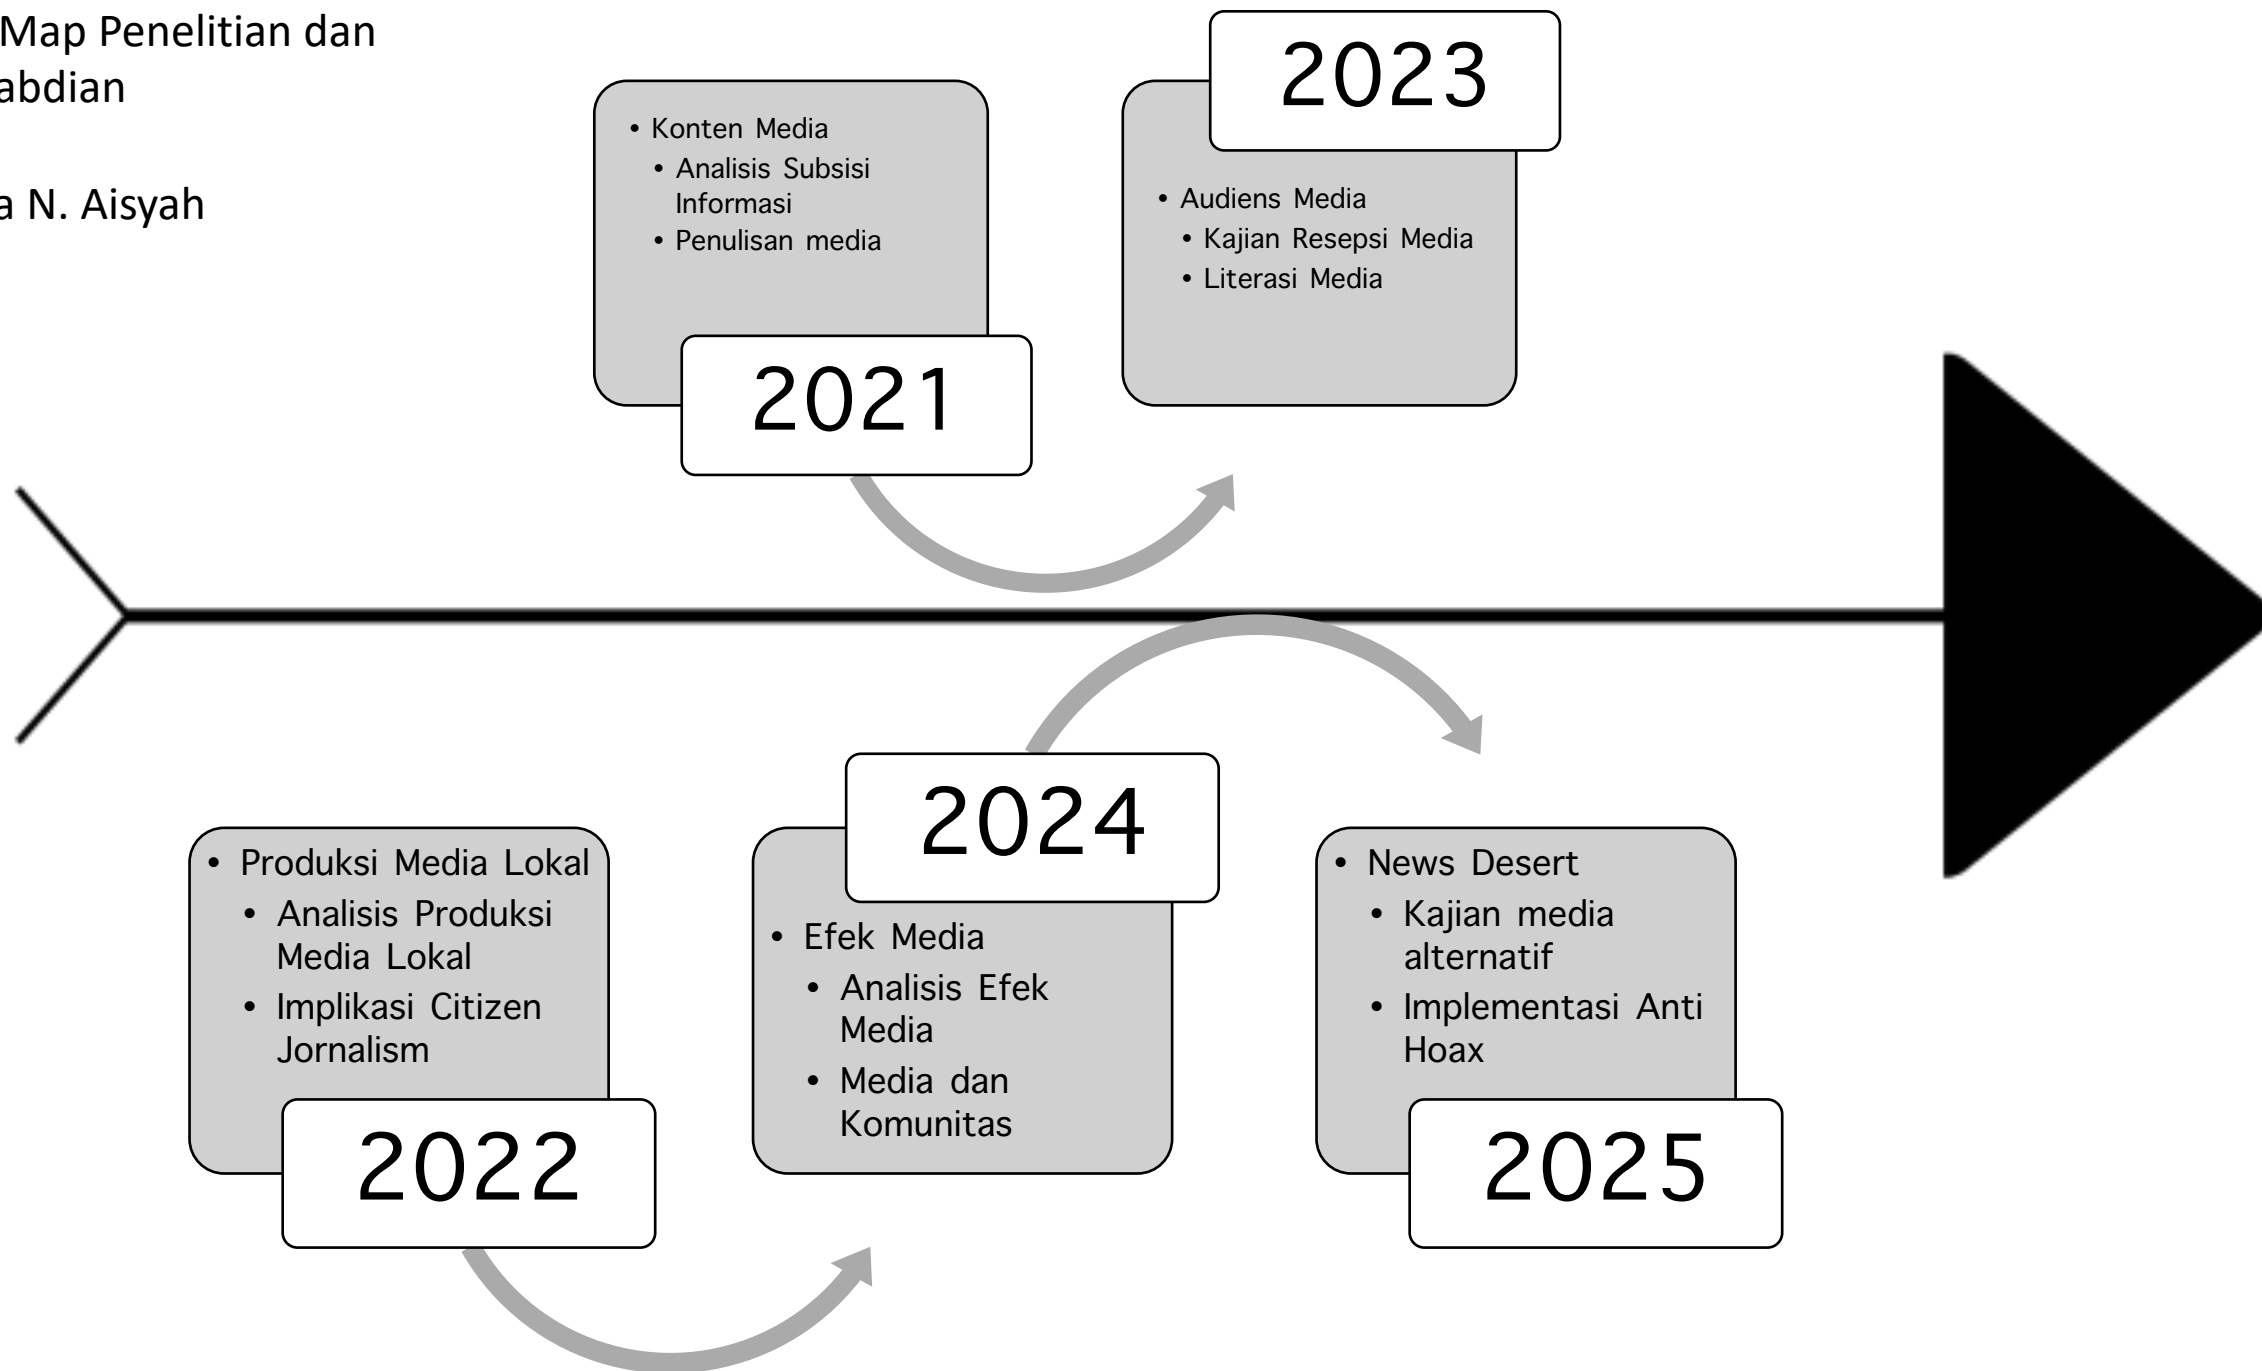 Map Penelitian dan
abdian
a N. Aisyah
• Konten Media
• Analisis Subsisi
Informasi
• Penulisan media
2021
2023
• Audiens Media
• Kajian Resepsi Media
• Literasi Media
• Produksi Media Lokal
• Analisis Produksi
Media Lokal
• Implikasi Citizen
Jornalism
2022
2024
• Efek Media
• Analisis Efek
Media
• Media dan
Komunitas
• News Desert
• Kajian media
alternatif
• Implementasi Anti
Hoax
2025